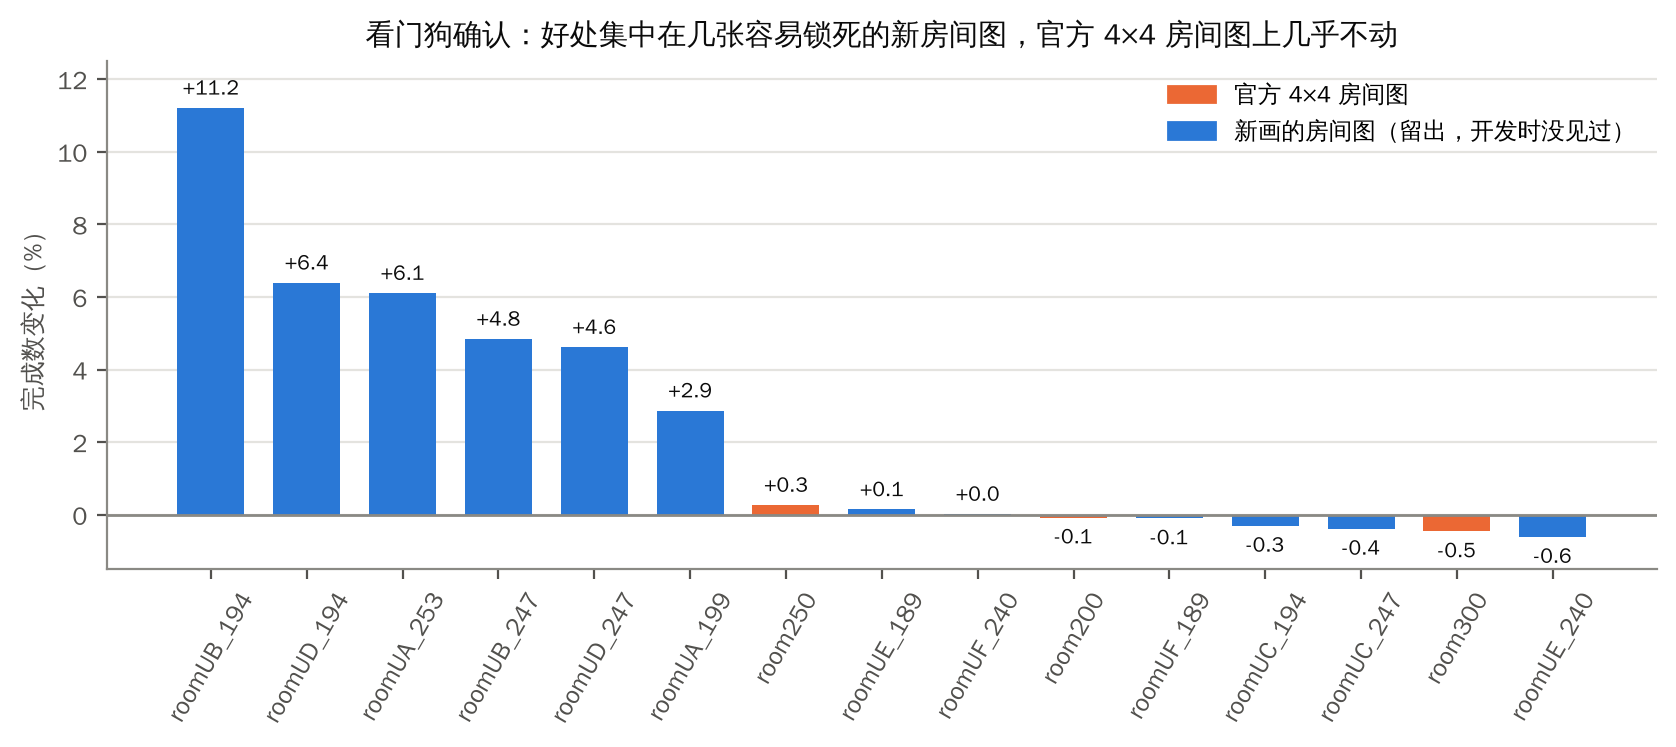 看门狗确认：好处集中在几张容易锁死的新房间图，官方 4×4 房间图上几乎不动
官方 4×4 房间图
新画的房间图（留出，开发时没见过）
完成数变化（%）
12
10
8
6
4
2
0
+11.2
+6.4
+6.1
+4.8
+4.6
+2.9
+0.3
+0.1
+0.0
-0.1
-0.1
-0.3
-0.4
-0.5
-0.6
roomUB_194
roomUD_194
roomUA_253
roomUB_247
roomUD_247
roomUA_199
room250
roomUE_189
roomUF_240
room200
roomUF_189
roomUC_194
roomUC_247
room300
roomUE_240